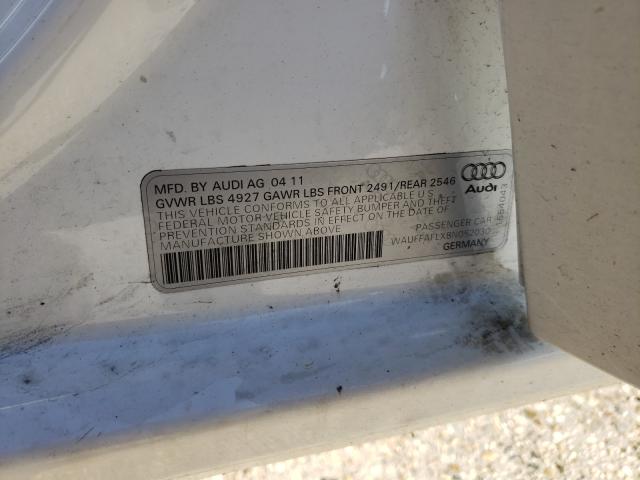 MFD. BY AUDI AG 04 11
GVWR LBS 4927 GAWR LBS FRONT 2491/REAR 2546
THIS VEHICLE CONFORMS TO ALL APPLICABLE U.S.
FEDERAL MOTOR VEHICLE SAFETY BUMPER AND THEFT
PREVENTION STANDARDS IN EFFECT ON THE DATE OF
MANUFACTURE SHOWN ABOVE
Audi
PASSENGER CAR
WAUFFAFLXBN052030
GERMANY
1554043